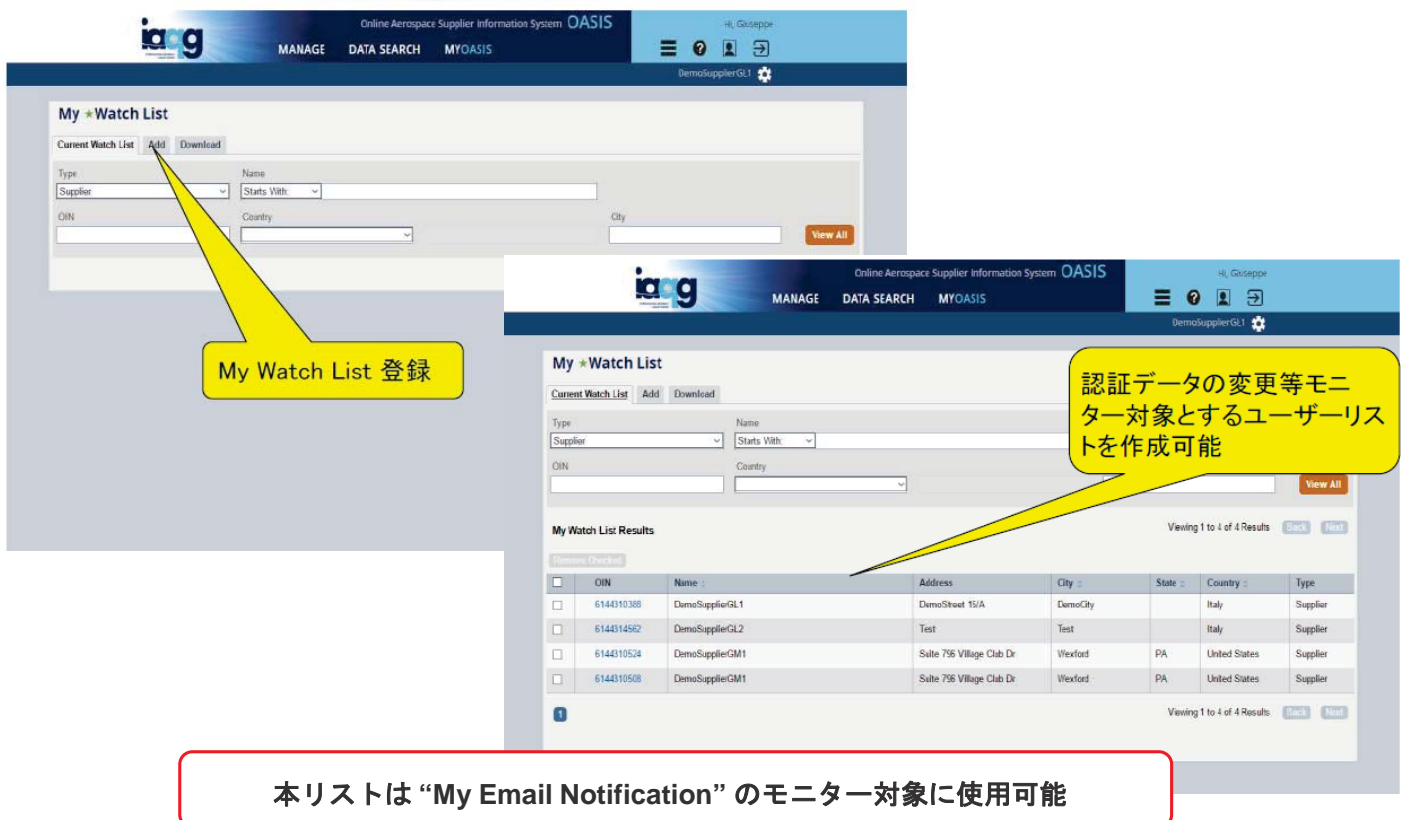 iaqg
Online Aerospace Supplier Information System OASIS
Hi, Giuseppe
MANAGE DATA SEARCH MYOASIS
DemoSupplierGL1
My ★Watch List
Current Watch List Add Download
Type Name
Supplier Starts With:
OIN Country City
View All
My Watch List 登録
iaqg
Online Aerospace Supplier Information System OASIS
Hi, Giuseppe
MANAGE DATA SEARCH MYOASIS
DemoSupplierGL1
My ★Watch List
Current Watch List Add Download
Type Name
Supplier Starts With:
OIN Country
View All
認証データの変更等モニ
ター対象とするユーザーリス
トを作成可能
My Watch List Results Viewing 1 to 4 of 4 Results Back Next
Remove Checked
OIN Name Address City State Country Type
6144310388 DemoSupplierGL1 DemoStreet 15/A DemoCity Italy Supplier
6144314562 DemoSupplierGL2 Test Test Italy Supplier
6144310524 DemoSupplierGM1 Suite 796 Village Club Dr Wexford PA United States Supplier
6144310508 DemoSupplierGM1 Suite 796 Village Club Dr Wexford PA United States Supplier
1 Viewing 1 to 4 of 4 Results Back Next
本リストは “My Email Notification” のモニター対象に使用可能